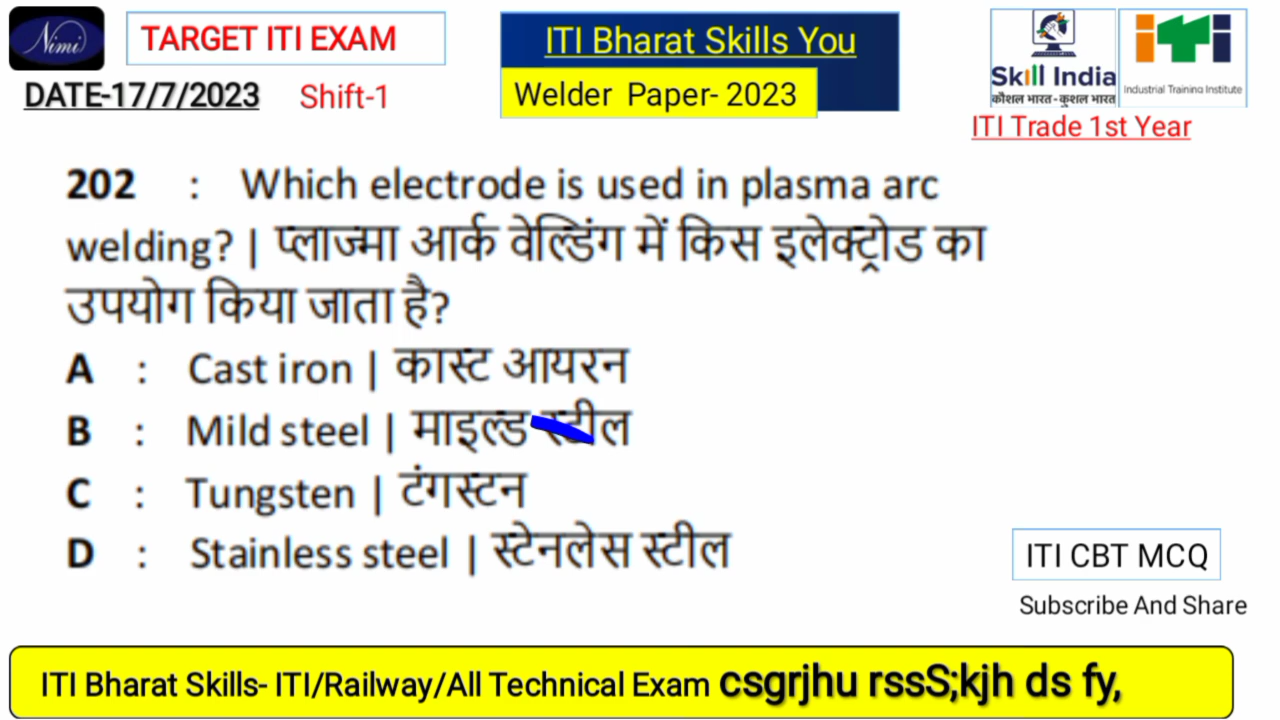 Nimi
TARGET ITI EXAM
ITI Bharat Skills You
Skill India
कौशल भारत-कुशल भारत
iTi
Industrial Training Institute
DATE-17/7/2023 Shift-1
Welder Paper- 2023
ITI Trade 1st Year
202 : Which electrode is used in plasma arc
welding? | प्लाज्मा आर्क वेल्डिंग में किस इलेक्ट्रोड का
उपयोग किया जाता है?
A : Cast iron | कास्ट आयरन
B : Mild steel | माइल्ड स्टील
C : Tungsten | टंगस्टन
D : Stainless steel | स्टेनलेस स्टील
ITI CBT MCQ
Subscribe And Share
ITI Bharat Skills- ITI/Railway/All Technical Exam csgrjhu rssS;kjh ds fy,